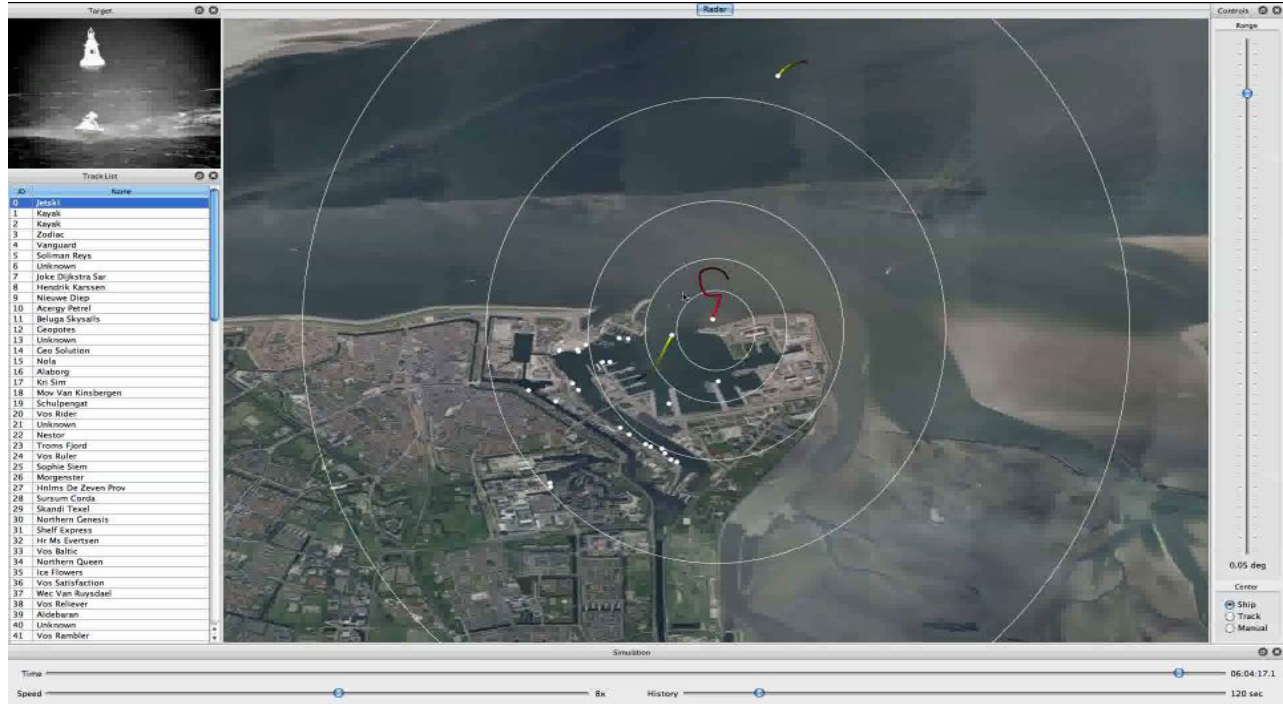 Target
Radar
Controls
Range
Track List
ID Name
0 Jetski
1 Kayak
2 Kayak
3 Zodiac
4 Vanguard
5 Soliman Reys
6 Unknown
7 Joke Dijkstra Sar
8 Hendrik Karssen
9 Nieuwe Diep
10 Acergy Petrel
11 Beluga Skysails
12 Geopotes
13 Unknown
14 Geo Solution
15 Nola
16 Alaborg
17 Kri Sim
18 Mov Van Kinsbergen
19 Schulpengat
20 Vos Rider
21 Unknown
22 Nestor
23 Troms Fjord
24 Vos Ruler
25 Sophie Siem
26 Morgenster
27 Hnlms De Zeven Prov
28 Sursum Corda
29 Skandi Texel
30 Northern Genesis
31 Shelf Express
32 Hr Ms Evertsen
33 Vos Baltic
34 Northern Queen
35 Ice Flowers
36 Vos Satisfaction
37 Wec Van Ruysdael
38 Vos Reliever
39 Aldebaran
40 Unknown
41 Vos Rambler
0.05 deg
Center
Ship
Track
Manual
Simulation
Time 06:04:17.1
Speed 8x History 120 sec